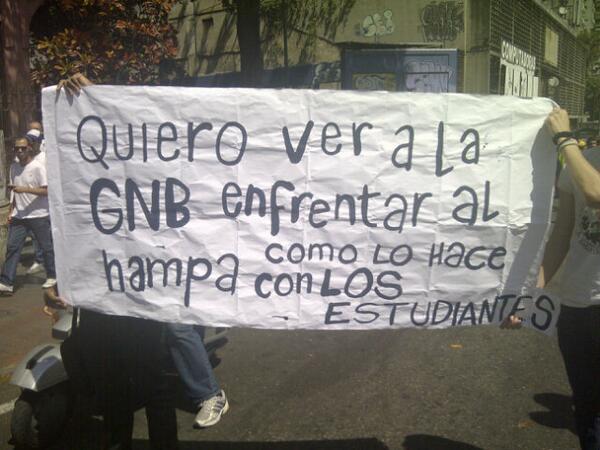 QUIERO ver a la
GNB enfrentar al
hampa como lo Hace
con LOS
ESTUDIANTES